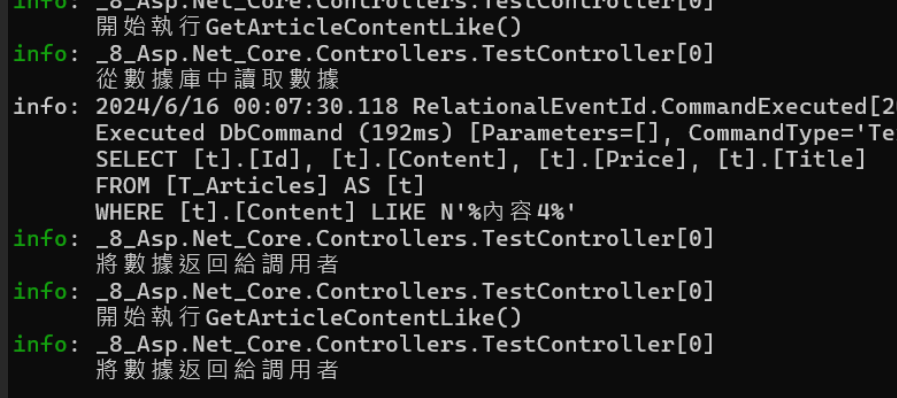 info: _8_Asp.Net_Core.Controllers.TestController[0]
開始執行GetArticleContentLike()
info: _8_Asp.Net_Core.Controllers.TestController[0]
從數據庫中讀取數據
info: 2024/6/16 00:07:30.118 RelationalEventId.CommandExecuted[20
Executed DbCommand (192ms) [Parameters=[], CommandType='Te
SELECT [t].[Id], [t].[Content], [t].[Price], [t].[Title]
FROM [T_Articles] AS [t]
WHERE [t].[Content] LIKE N'%內容4%'
info: _8_Asp.Net_Core.Controllers.TestController[0]
將數據返回給調用者
info: _8_Asp.Net_Core.Controllers.TestController[0]
開始執行GetArticleContentLike()
info: _8_Asp.Net_Core.Controllers.TestController[0]
將數據返回給調用者